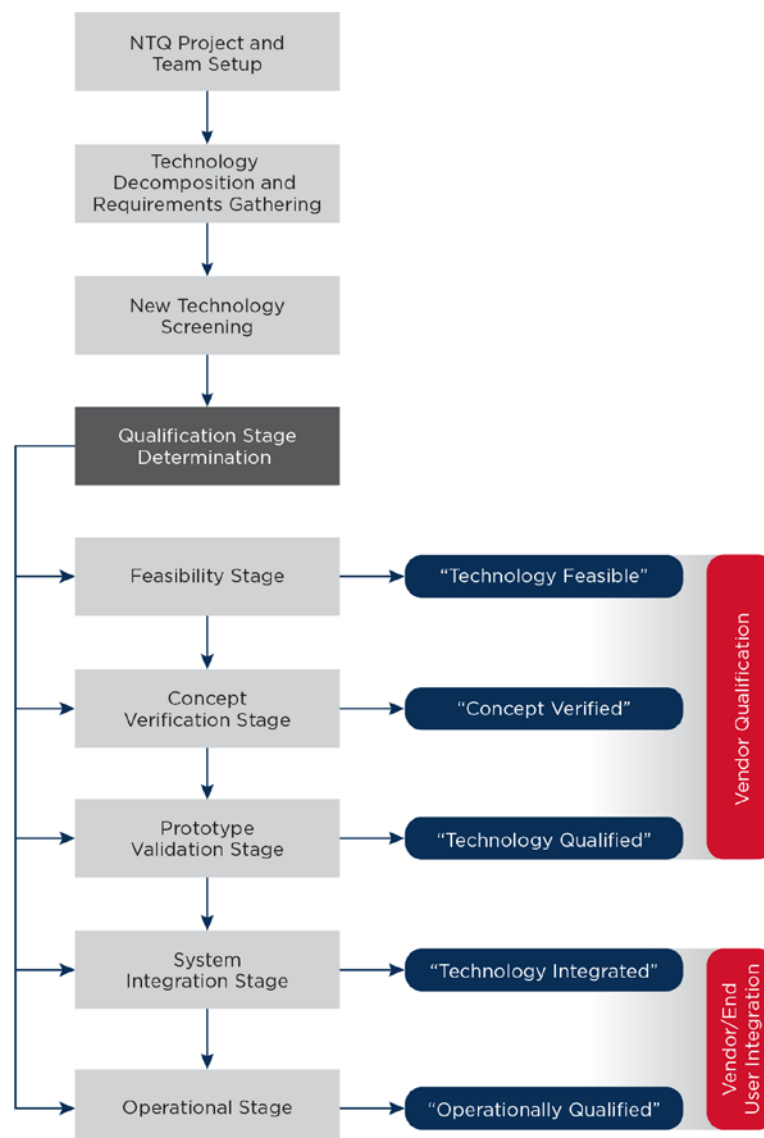 NTQ Project and
Team Setup
Technology
Decomposition and
Requirements Gathering
New Technology
Screening
Qualification Stage
Determination
Feasibility Stage
“Technology Feasible”
Concept
Verification Stage
“Concept Verified”
Prototype
Validation Stage
“Technology Qualified”
Vendor Qualification
System
Integration Stage
“Technology Integrated”
Operational Stage
“Operationally Qualified”
Vendor/End
User Integration